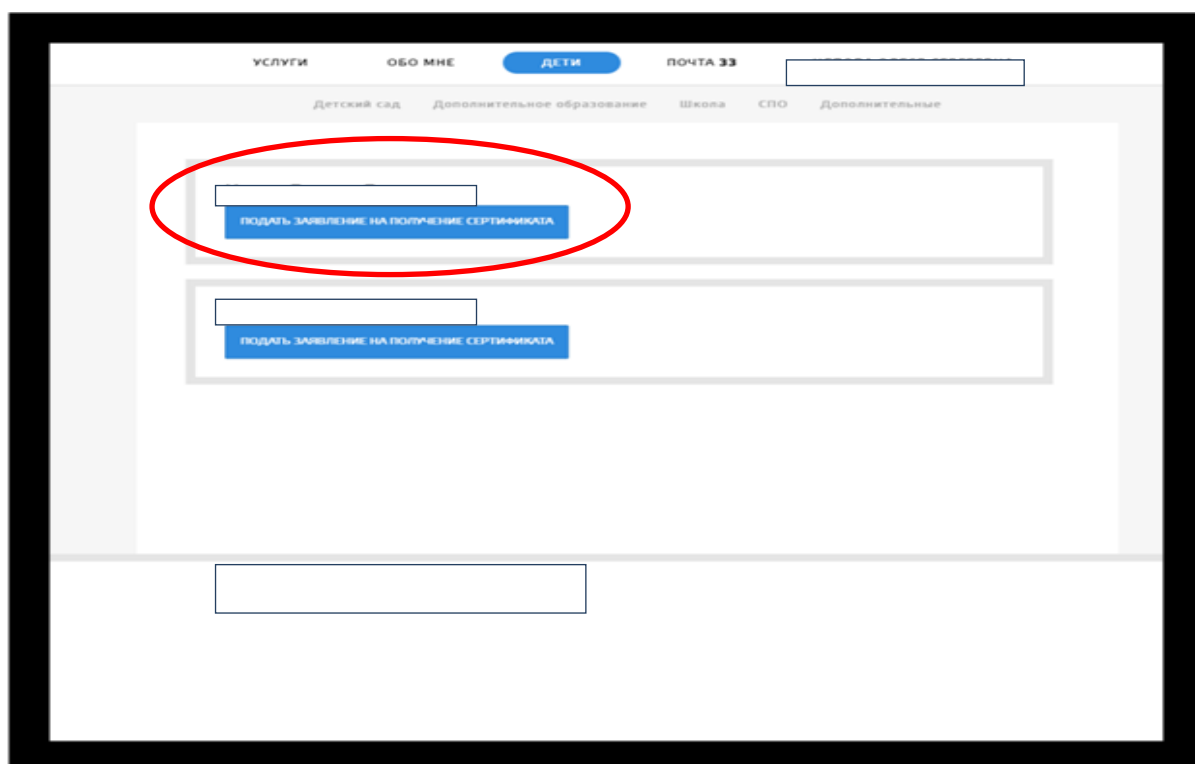 УСЛУГИ ОБО МНЕ ДЕТИ ПОЧТА 33
Детский сад Дополнительное образование Школа СПО Дополнительные
ПОДАТЬ ЗАЯВЛЕНИЕ НА ПОЛУЧЕНИЕ СЕРТИФИКАТА
ПОДАТЬ ЗАЯВЛЕНИЕ НА ПОЛУЧЕНИЕ СЕРТИФИКАТА